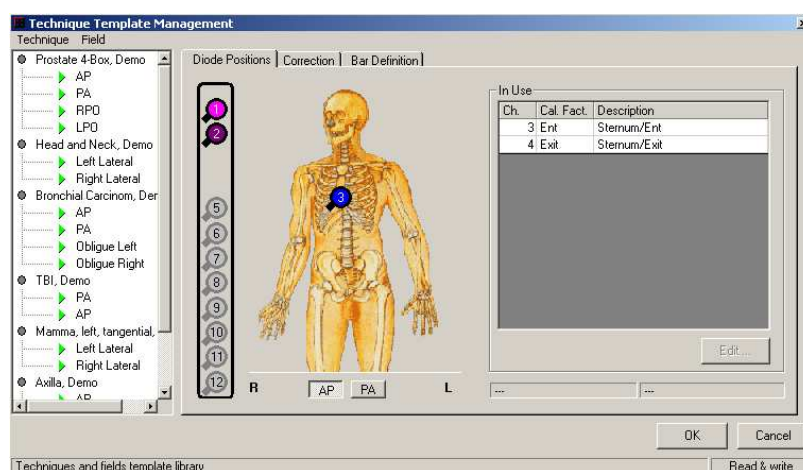 Technique Template Management
Technique Field
Prostate 4-Box, Demo
AP
PA
RPO
LPO
Head and Neck, Demo
Left Lateral
Right Lateral
Bronchial Carcinom, Der
AP
PA
Obligue Left
Obligue Right
TBI, Demo
PA
AP
Mamma, left, tangential,
Left Lateral
Right Lateral
Axilla, Demo
AP
Diode Positions Correction Bar Definition
1
2
3
5
6
7
8
9
10
11
12
R AP PA L
In Use
Ch. Cal. Fact. Description
3 Ent Sternum/Ent
4 Exit Sternum/Exit
Edit...
--- ---
OK Cancel
Techniques and fields template library Read & write